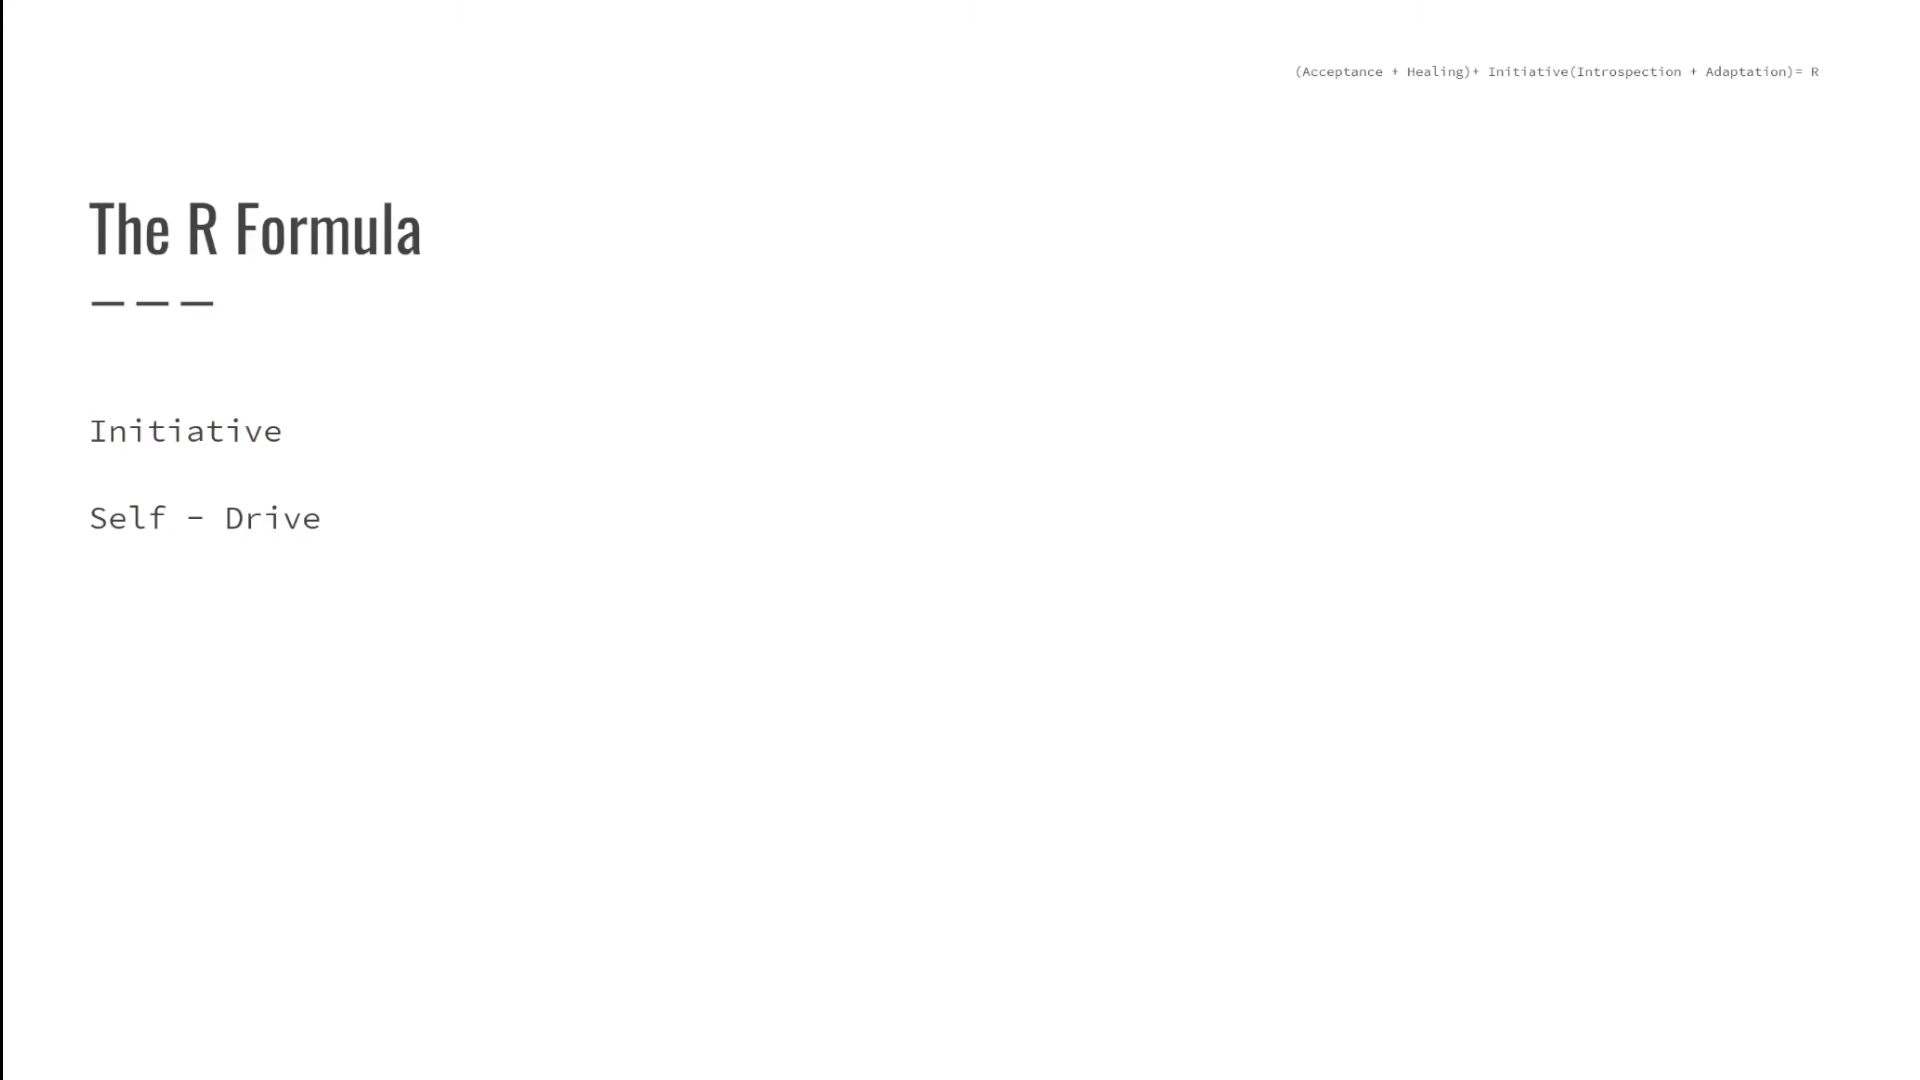 (Acceptance + Healing)+ Initiative(Introspection + Adaptation)= R
The R Formula
Initiative
Self - Drive